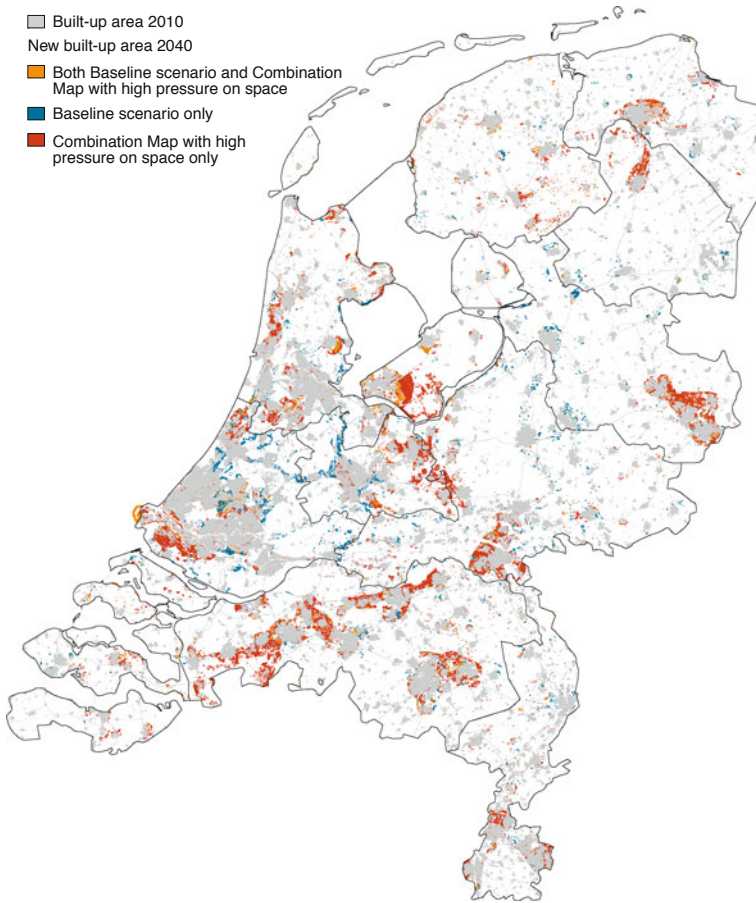 Built-up area 2010
New built-up area 2040
Both Baseline scenario and Combination
Map with high pressure on space
Baseline scenario only
Combination Map with high
pressure on space only